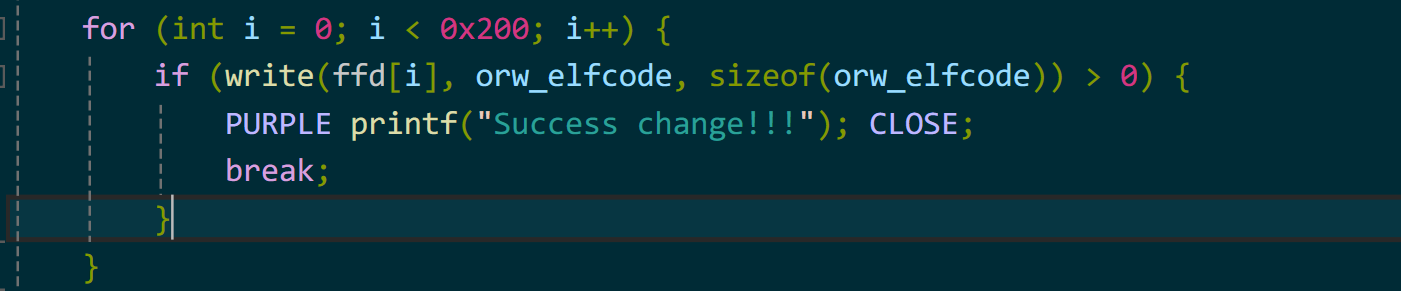 for (int i = 0; i < 0x200; i++) {
if (write(ffd[i], orw_elfcode, sizeof(orw_elfcode)) > 0) {
PURPLE printf("Success change!!!"); CLOSE;
break;
}
}